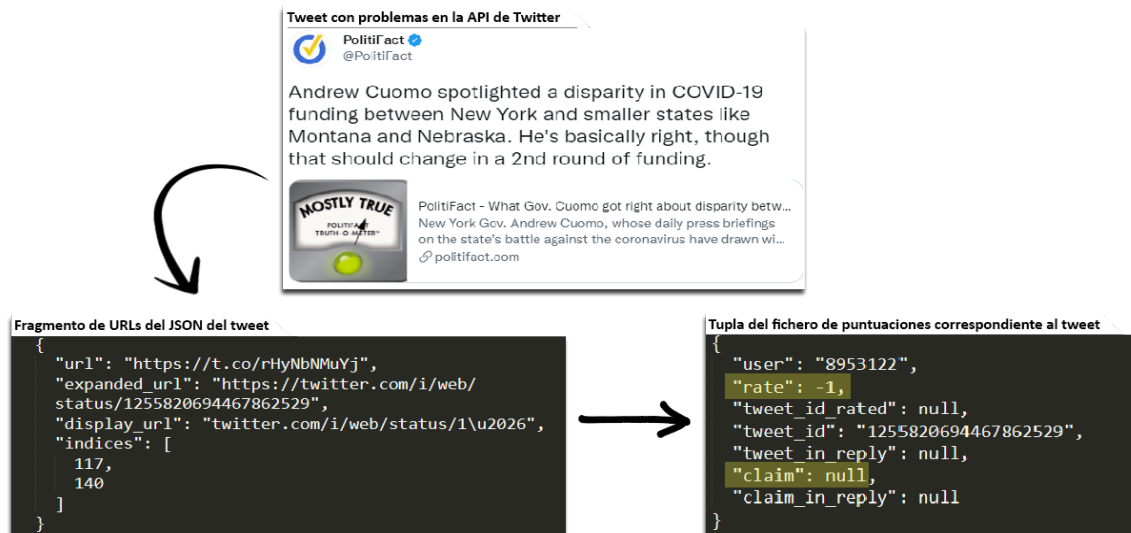 Tweet con problemas en la API de Twitter
PolitiFact
@PolitiFact
Andrew Cuomo spotlighted a disparity in COVID-19
funding between New York and smaller states like
Montana and Nebraska. He's basically right, though
that should change in a 2nd round of funding.
MOSTLY TRUE
POLITIFACT
TRUTH-O-METER™
PolitiFact - What Gov. Cuomo got right about disparity betw...
New York Gov. Andrew Cuomo, whose daily press briefings
on the state's battle against the coronavirus have drawn wi...
politifact.com
Fragmento de URLs del JSON del tweet
{
"url": "https://t.co/rHyNbNMuYj",
"expanded_url": "https://twitter.com/i/web/
status/1255820694467862529",
"display_url": "twitter.com/i/web/status/1\u2026",
"indices": [
117,
140
]
}
Tupla del fichero de puntuaciones correspondiente al tweet
{
"user": "8953122",
"rate": -1,
"tweet_id_rated": null,
"tweet_id": "1255820694467862529",
"tweet_in_reply": null,
"claim": null,
"claim_in_reply": null
}